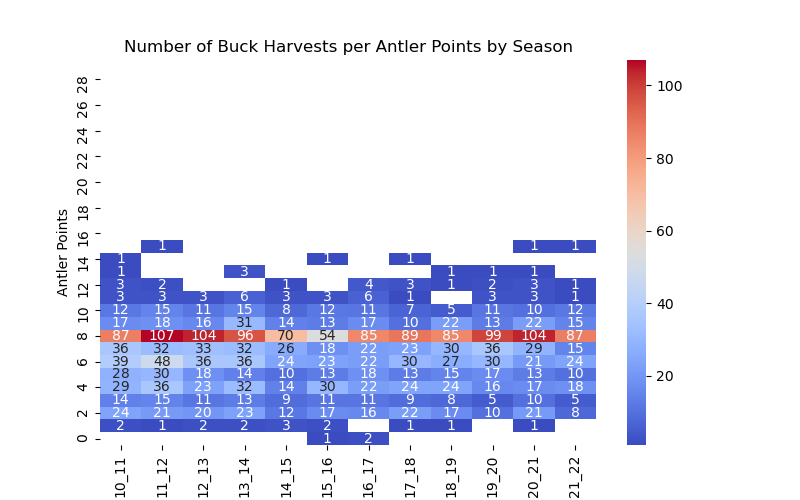 Number of Buck Harvests per Antler Points by Season
Antler Points
28
26
24
22
20
18
16
1 1 1
14 1 1 1
1 3 1 1 1
12 3 2 1 4 3 1 2 3 1
3 3 3 6 3 3 6 1 3 3 1
10 12 15 11 15 8 12 11 7 5 11 10 12
17 18 16 31 14 13 17 10 22 13 22 15
8 87 107 104 96 70 54 85 89 85 99 104 87
36 32 33 32 26 18 22 23 30 36 29 15
6 39 48 36 36 24 23 22 30 27 30 21 24
28 30 18 14 10 13 18 13 15 17 13 10
4 29 36 23 32 14 30 22 24 24 16 17 18
14 15 11 13 9 11 11 9 8 5 10 5
2 24 21 20 23 12 17 16 22 17 10 21 8
2 1 2 2 3 2 1 1 1
0 1 2
10_11 11_12 12_13 13_14 14_15 15_16 16_17 17_18 18_19 19_20 20_21 21_22
100
80
60
40
20